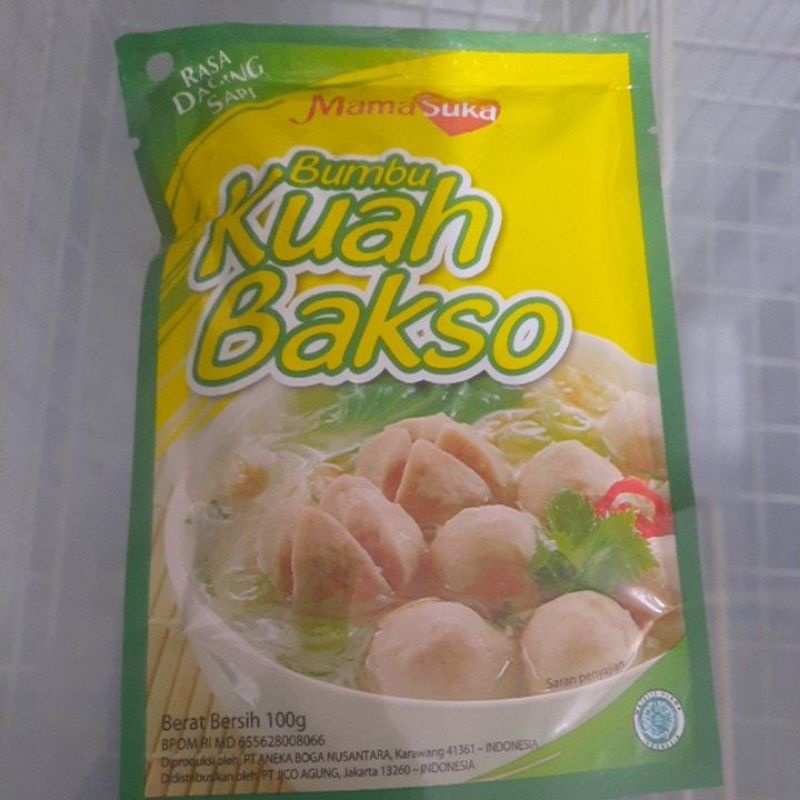 RASA
DAGING
SAPI
MamaSuka
Bumbu
Kuah
Bakso
Saran penyajian
Berat Bersih 100g
BPOM RI MD 655628008066
Diproduksi oleh: PT ANEKA BOGA NUSANTARA, Karawang 41361 – INDONESIA
Didistribusikan oleh: PT JICO AGUNG, Jakarta 13260 – INDONESIA